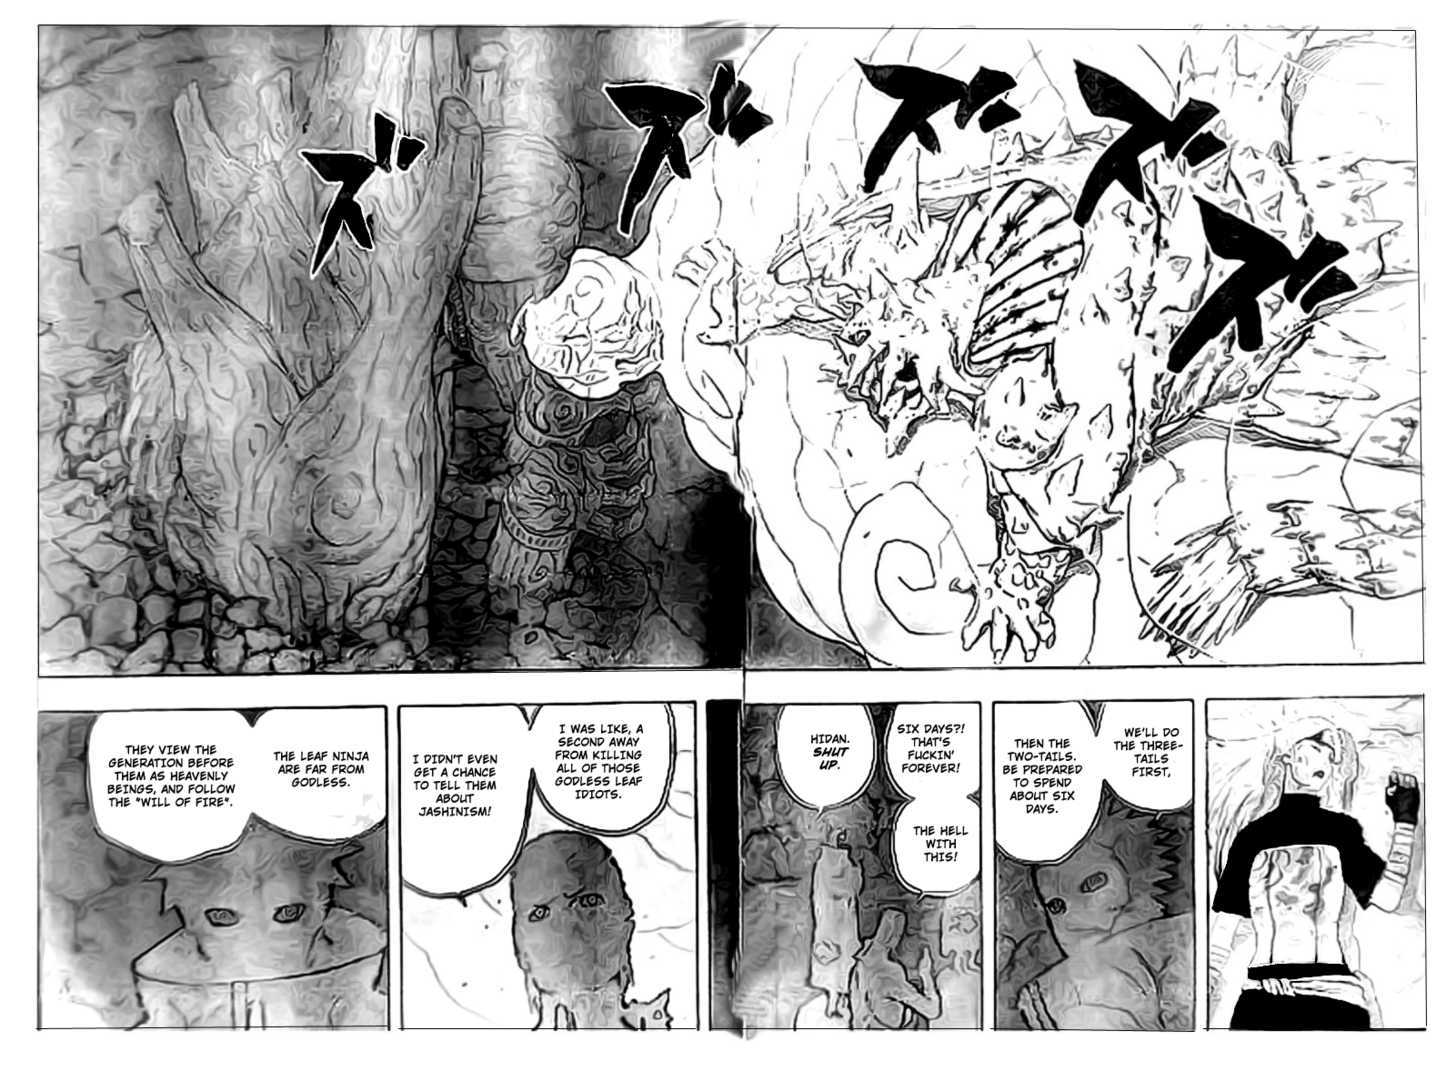 ズ
ズ
ズ
ズ
ズ
WE'LL DO
THE THREE-
TAILS
FIRST,
THEN THE
TWO-TAILS.
BE PREPARED
TO SPEND
ABOUT SIX
DAYS.
SIX DAYS?!
THAT'S
FUCKIN'
FOREVER!
THE HELL
WITH
THIS!
HIDAN.
SHUT
UP.
I WAS LIKE, A
SECOND AWAY
FROM KILLING
ALL OF THOSE
GODLESS LEAF
IDIOTS.
I DIDN'T EVEN
GET A CHANCE
TO TELL THEM
ABOUT
JASHINISM!
THE LEAF NINJA
ARE FAR FROM
GODLESS.
THEY VIEW THE
GENERATION BEFORE
THEM AS HEAVENLY
BEINGS, AND FOLLOW
THE "WILL OF FIRE".